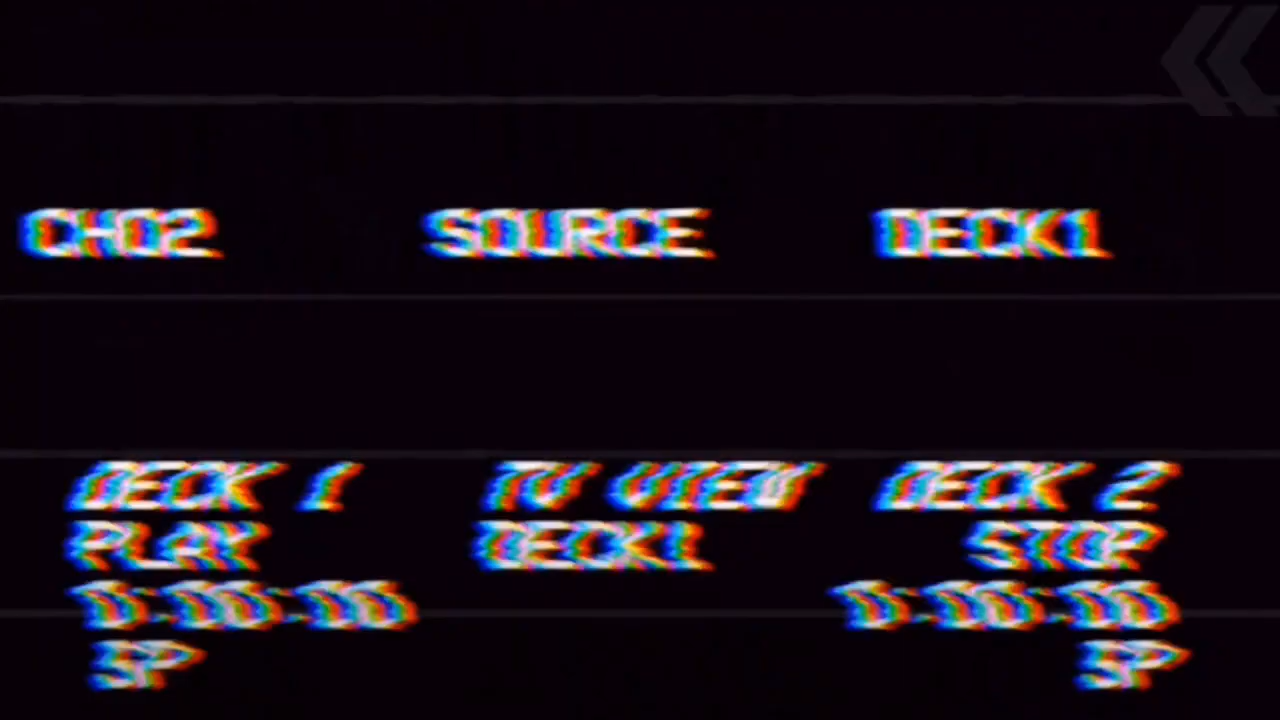 CH02 SOURCE DECK1
DECK 1 TV VIEW DECK 2
PLAY DECK1 STOP
0:00:00 0:00:00
SP SP